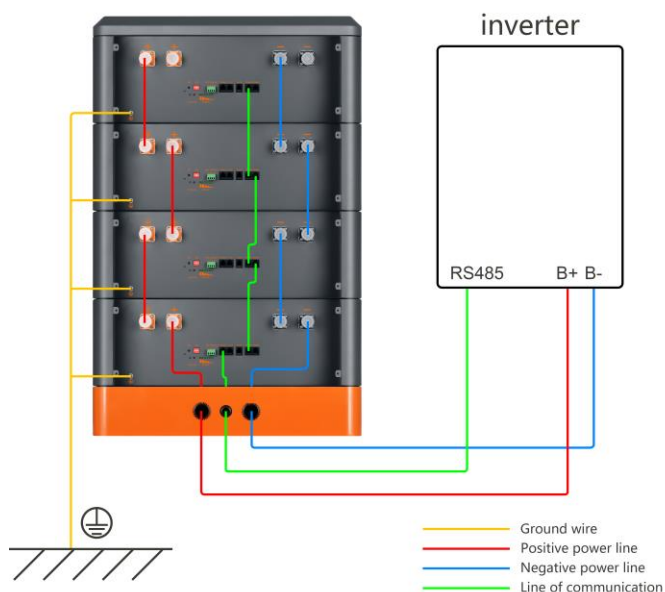 inverter
RS485 B+ B-
Ground wire
Positive power line
Negative power line
Line of communication